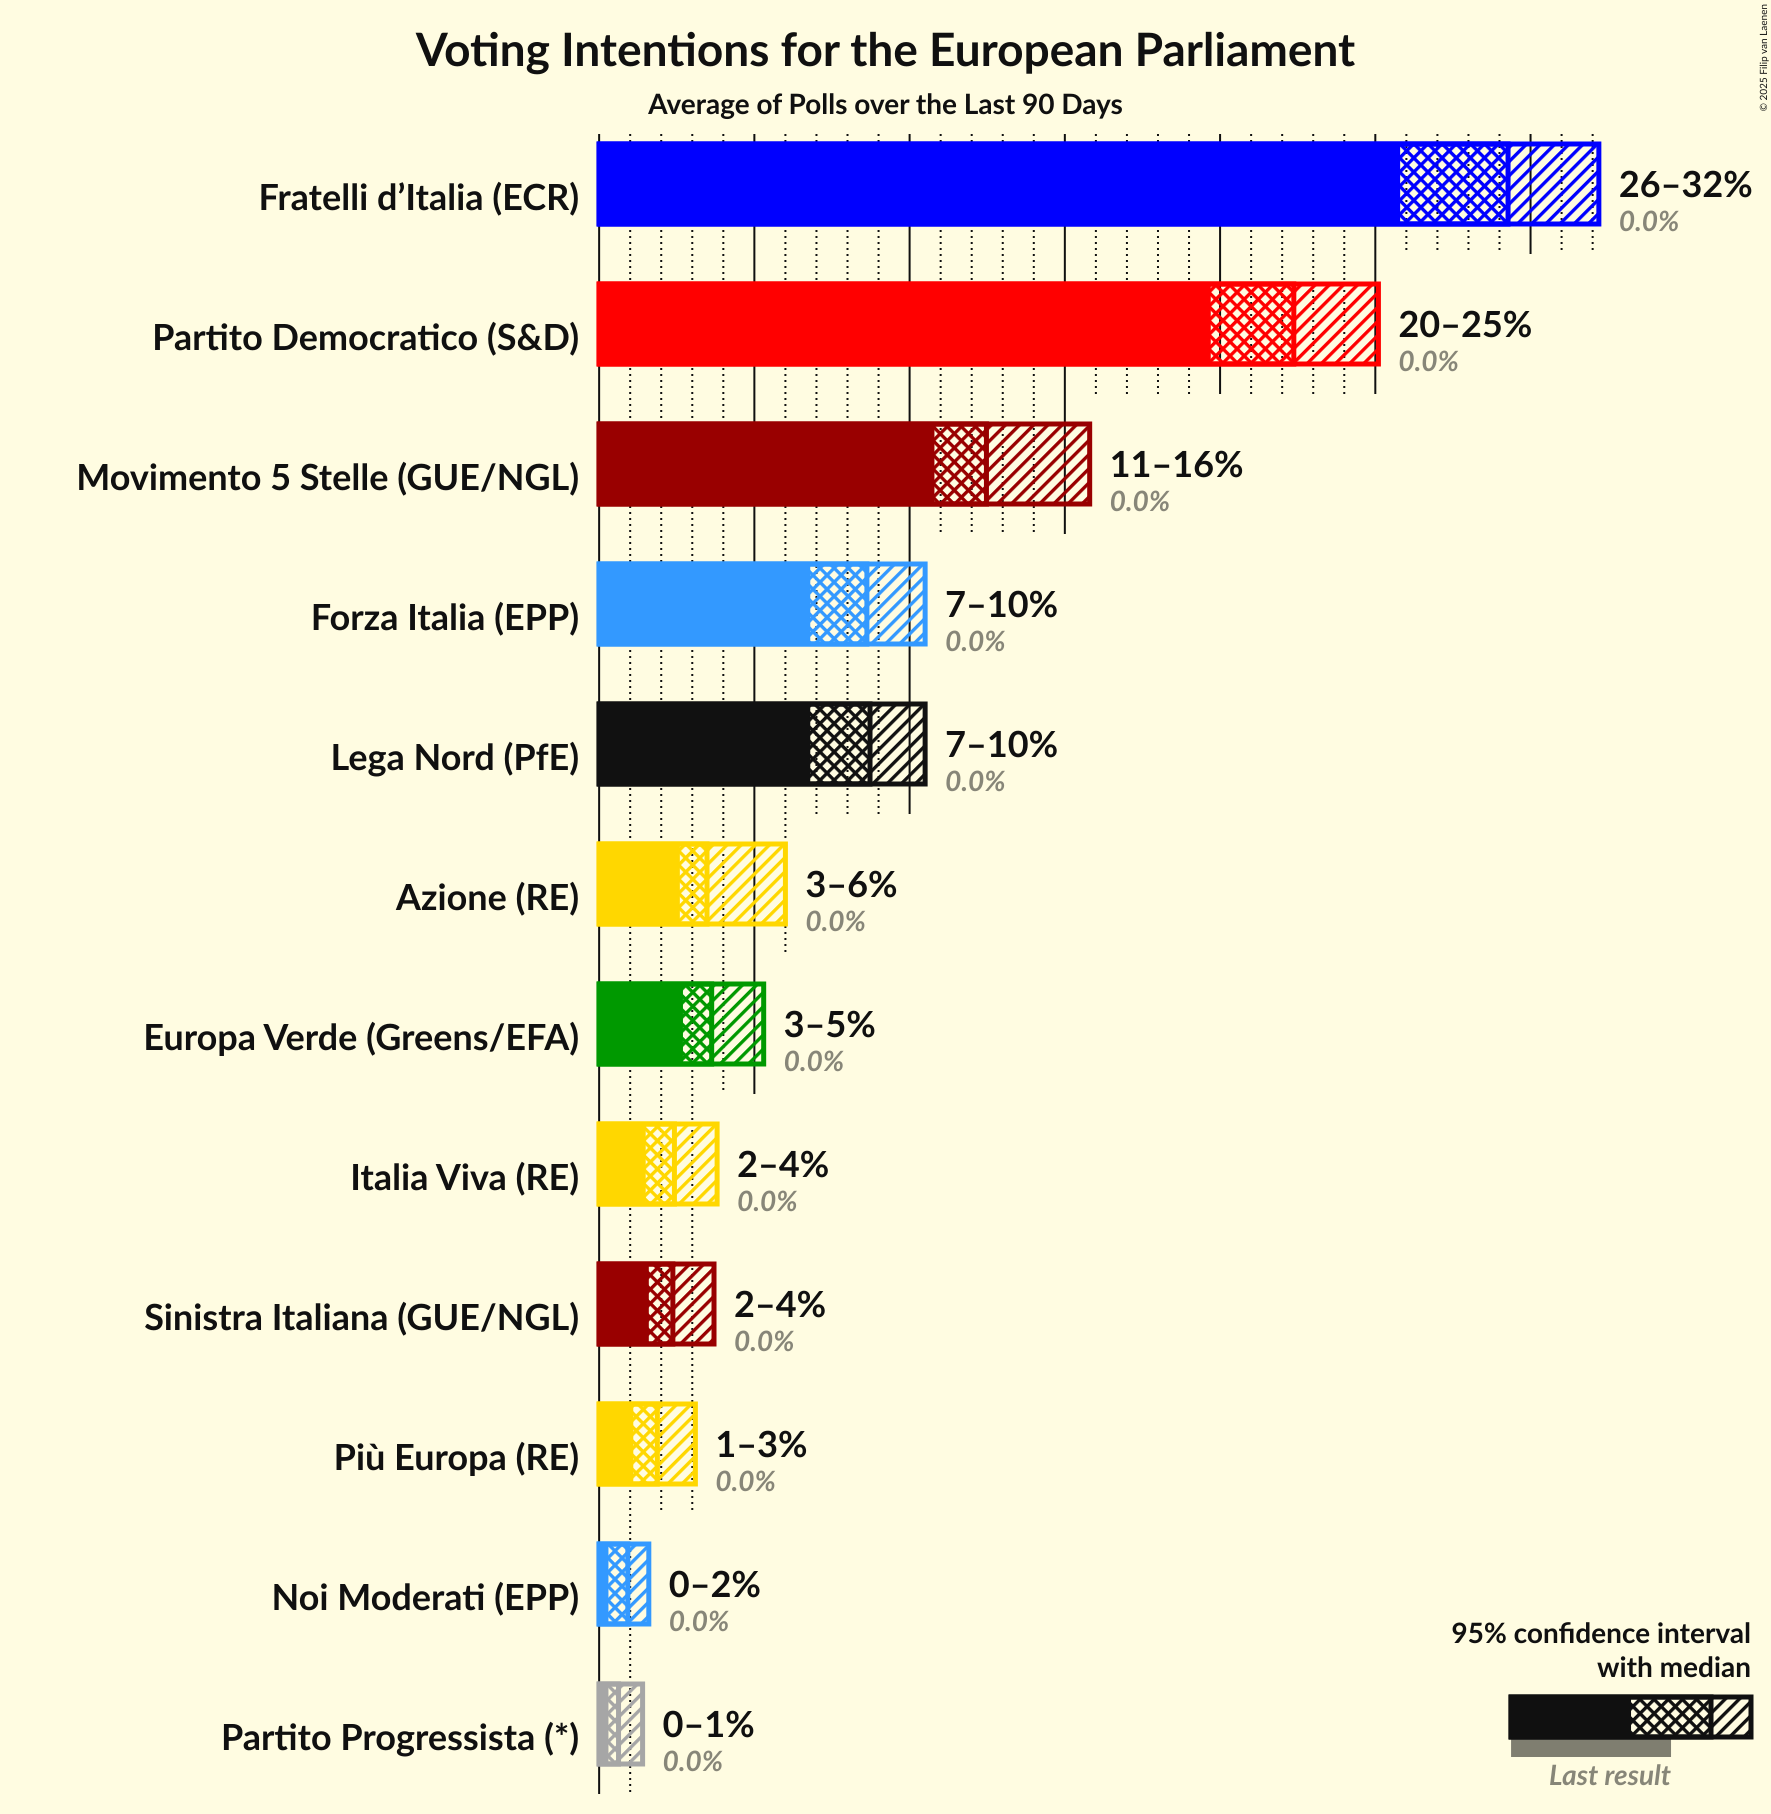 © 2025 Filip van Laenen
Voting Intentions for the European Parliament
Average of Polls over the Last 90 Days
Fratelli d’Italia (ECR)
26–32%
0.0%
Partito Democratico (S&D)
20–25%
0.0%
Movimento 5 Stelle (GUE/NGL)
11–16%
0.0%
Forza Italia (EPP)
7–10%
0.0%
Lega Nord (PfE)
7–10%
0.0%
Azione (RE)
3–6%
0.0%
Europa Verde (Greens/EFA)
3–5%
0.0%
Italia Viva (RE)
2–4%
0.0%
Sinistra Italiana (GUE/NGL)
2–4%
0.0%
Più Europa (RE)
1–3%
0.0%
Noi Moderati (EPP)
0–2%
0.0%
Partito Progressista (*)
0–1%
0.0%
95% confidence interval
with median
Last result